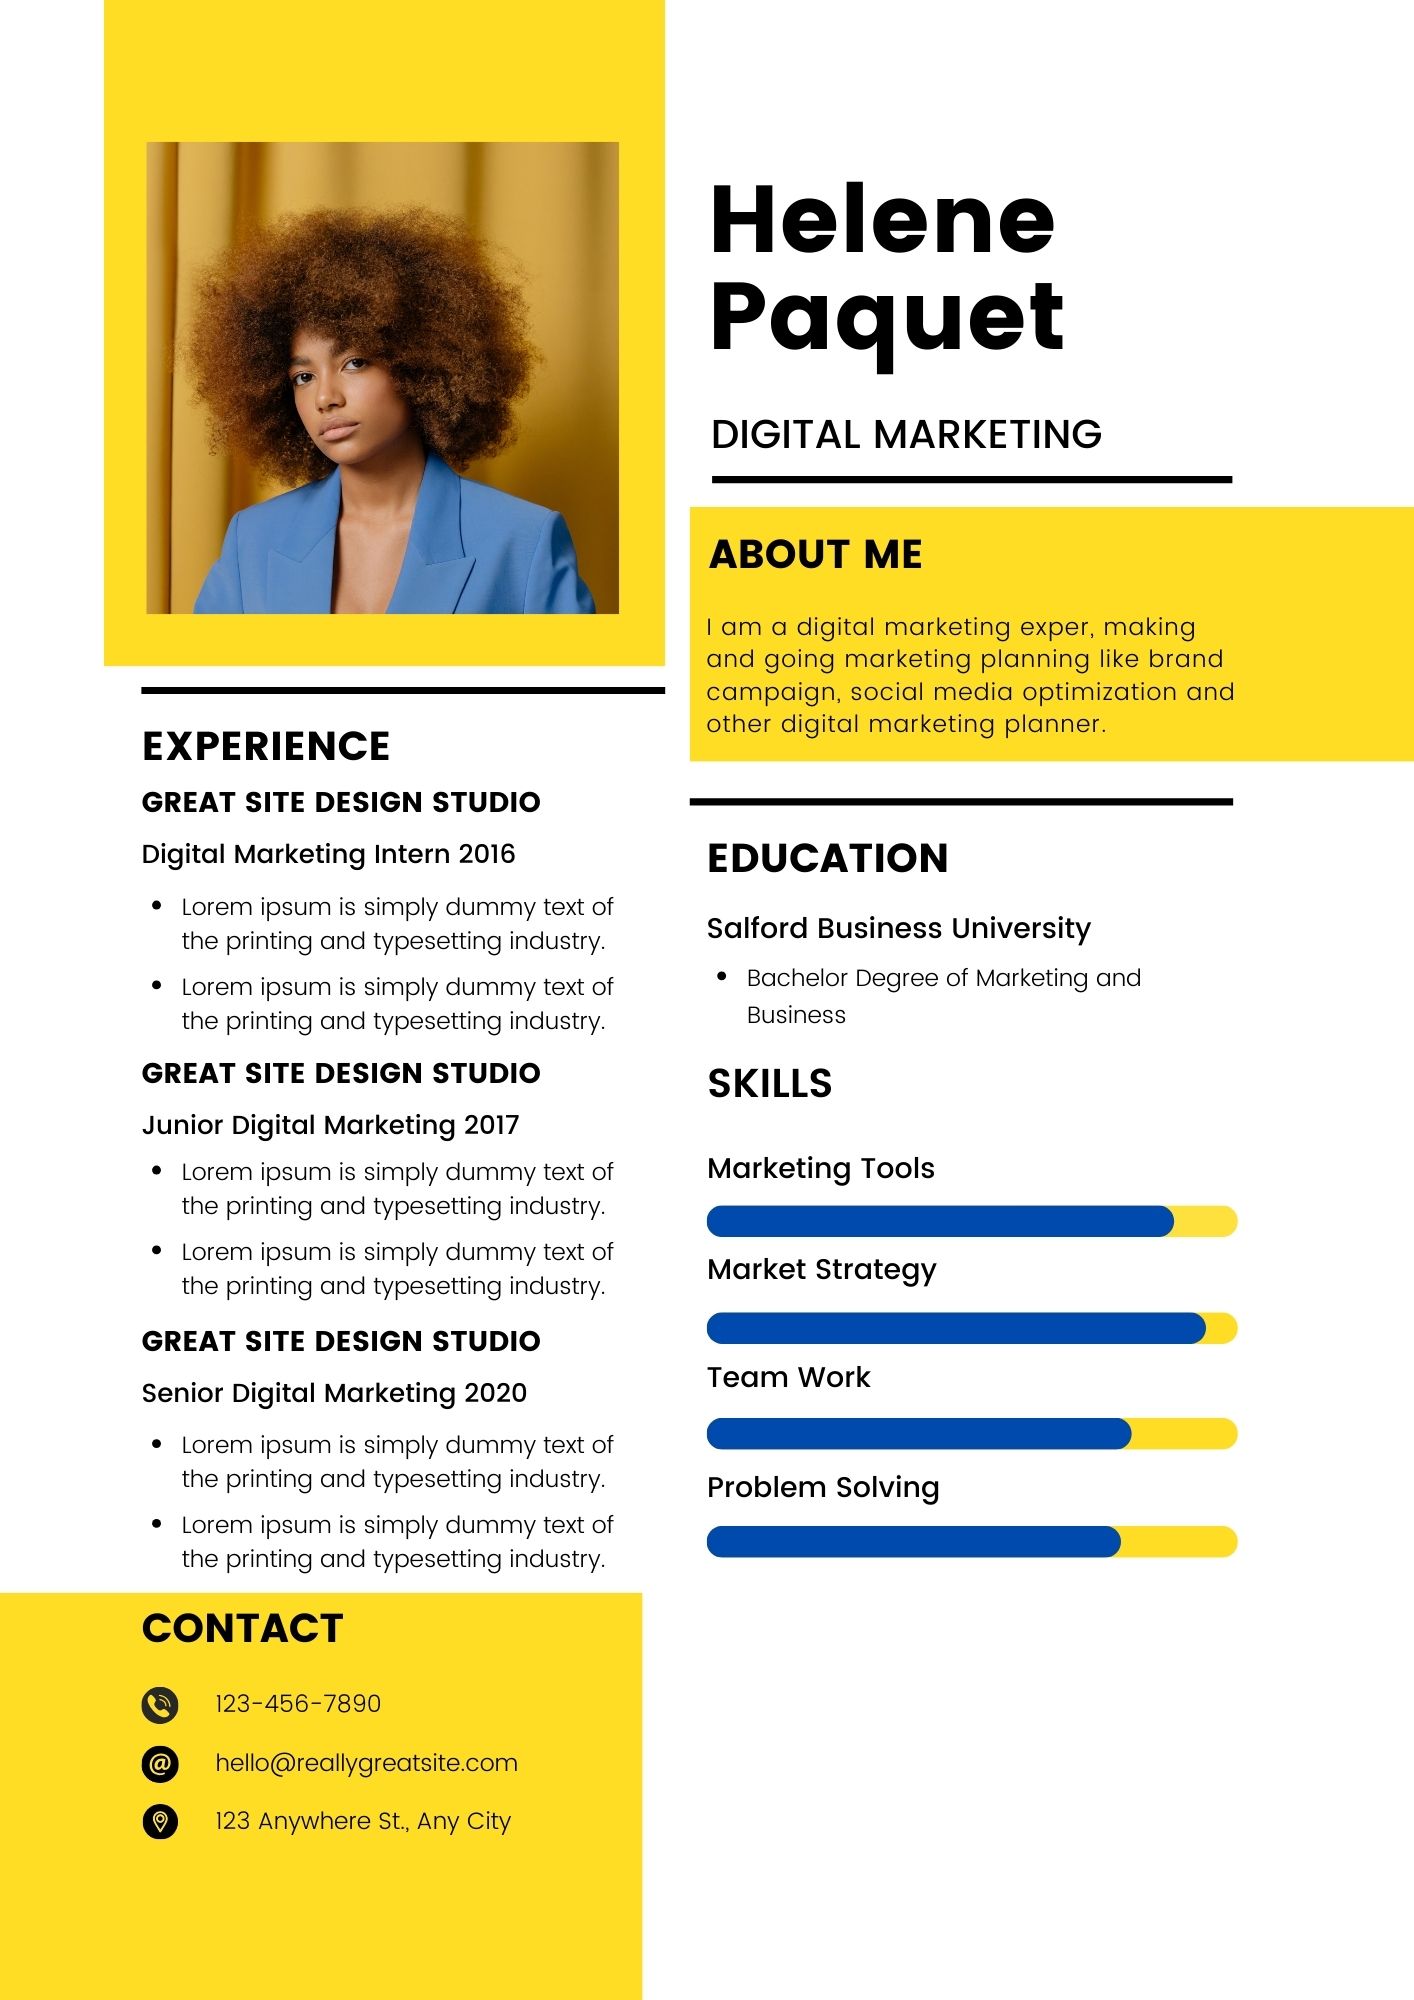 Helene
Paquet
DIGITAL MARKETING
ABOUT ME
I am a digital marketing exper, making
and going marketing planning like brand
campaign, social media optimization and
other digital marketing planner.
EXPERIENCE
GREAT SITE DESIGN STUDIO
Digital Marketing Intern 2016
• Lorem ipsum is simply dummy text of
the printing and typesetting industry.
• Lorem ipsum is simply dummy text of
the printing and typesetting industry.
GREAT SITE DESIGN STUDIO
Junior Digital Marketing 2017
• Lorem ipsum is simply dummy text of
the printing and typesetting industry.
• Lorem ipsum is simply dummy text of
the printing and typesetting industry.
GREAT SITE DESIGN STUDIO
Senior Digital Marketing 2020
• Lorem ipsum is simply dummy text of
the printing and typesetting industry.
• Lorem ipsum is simply dummy text of
the printing and typesetting industry.
CONTACT
123-456-7890
@ hello@reallygreatsite.com
123 Anywhere St., Any City
EDUCATION
Salford Business University
• Bachelor Degree of Marketing and
Business
SKILLS
Marketing Tools
Market Strategy
Team Work
Problem Solving